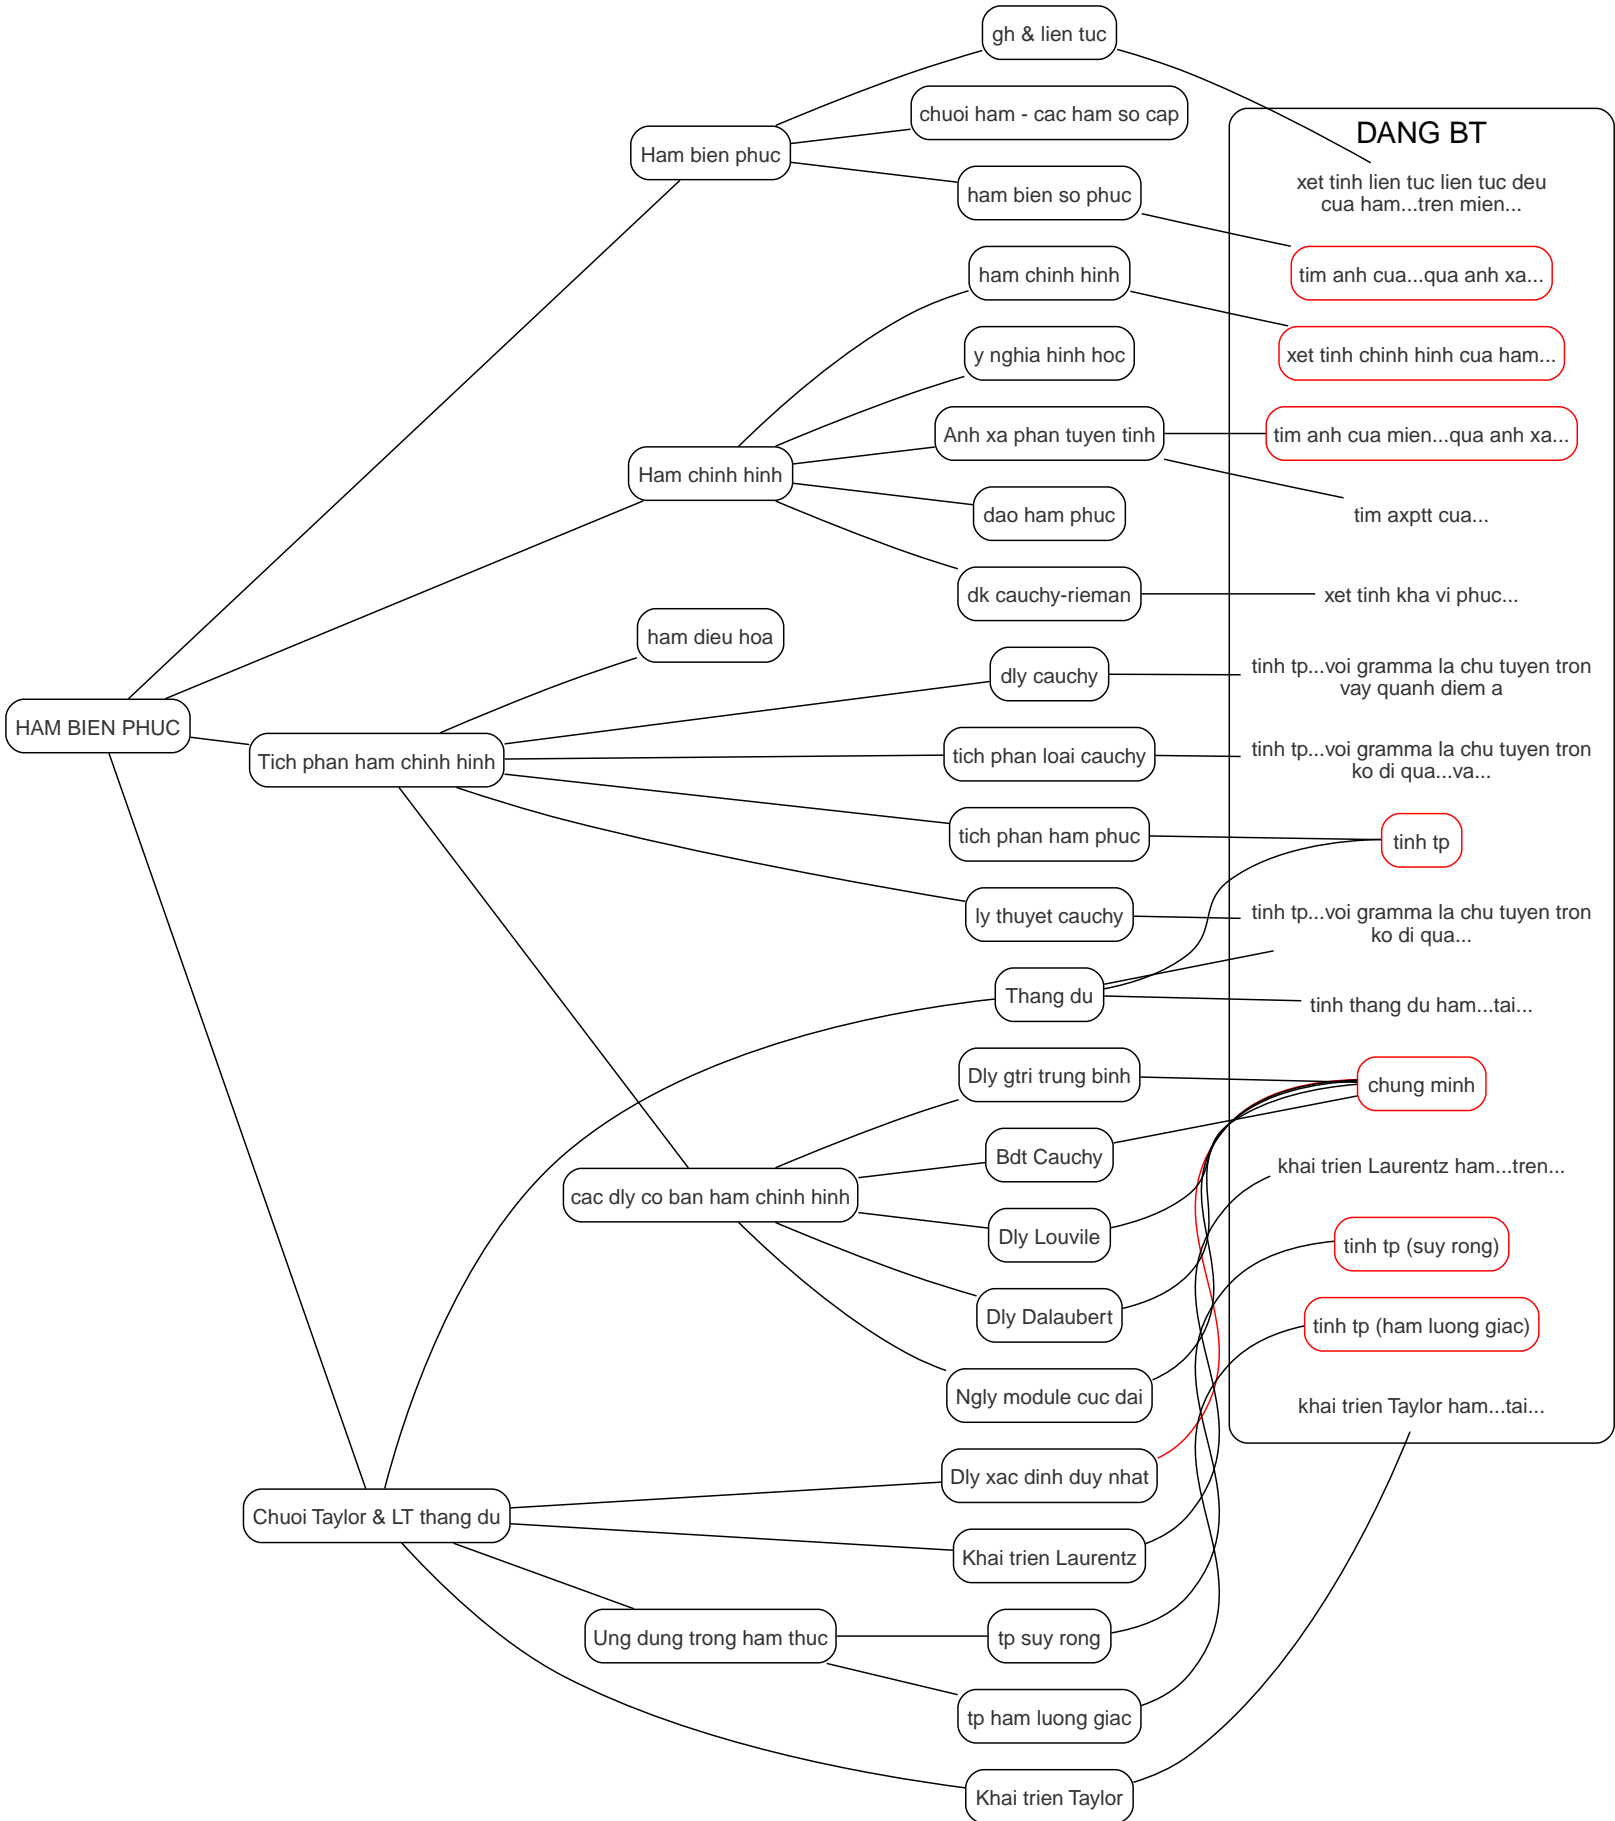 gh & lien tuc
chuoi ham - cac ham so cap
Ham bien phuc
ham bien so phuc
ham chinh hinh
y nghia hinh hoc
Anh xa phan tuyen tinh
Ham chinh hinh
dao ham phuc
dk cauchy-rieman
ham dieu hoa
dly cauchy
HAM BIEN PHUC
Tich phan ham chinh hinh
tich phan loai cauchy
tich phan ham phuc
ly thuyet cauchy
Thang du
Dly gtri trung binh
Bdt Cauchy
cac dly co ban ham chinh hinh
Dly Louvile
Dly Dalaubert
Ngly module cuc dai
Dly xac dinh duy nhat
Chuoi Taylor & LT thang du
Khai trien Laurentz
Ung dung trong ham thuc
tp suy rong
tp ham luong giac
Khai trien Taylor
DANG BT
xet tinh lien tuc lien tuc deu
cua ham...tren mien...
tim anh cua...qua anh xa...
xet tinh chinh hinh cua ham...
tim anh cua mien...qua anh xa...
tim axptt cua...
xet tinh kha vi phuc...
tinh tp...voi gramma la chu tuyen tron
vay quanh diem a
tinh tp...voi gramma la chu tuyen tron
ko di qua...va...
tinh tp
tinh tp...voi gramma la chu tuyen tron
ko di qua...
tinh thang du ham...tai...
chung minh
khai trien Laurentz ham...tren...
tinh tp (suy rong)
tinh tp (ham luong giac)
khai trien Taylor ham...tai...